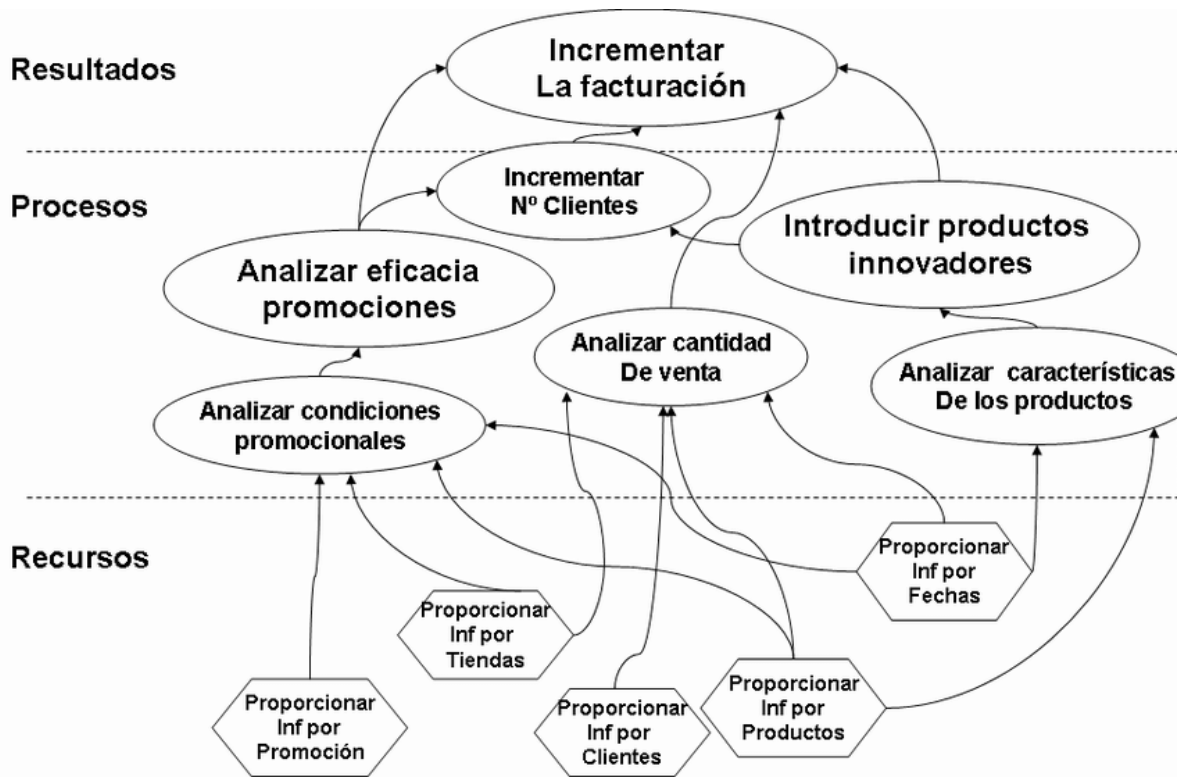 Resultados
Incrementar
La facturación
Procesos
Incrementar
Nº Clientes
Introducir productos
innovadores
Analizar eficacia
promociones
Analizar cantidad
De venta
Analizar características
De los productos
Analizar condiciones
promocionales
Recursos
Proporcionar
Inf por
Fechas
Proporcionar
Inf por
Tiendas
Proporcionar
Inf por
Promoción
Proporcionar
Inf por
Clientes
Proporcionar
Inf por
Productos